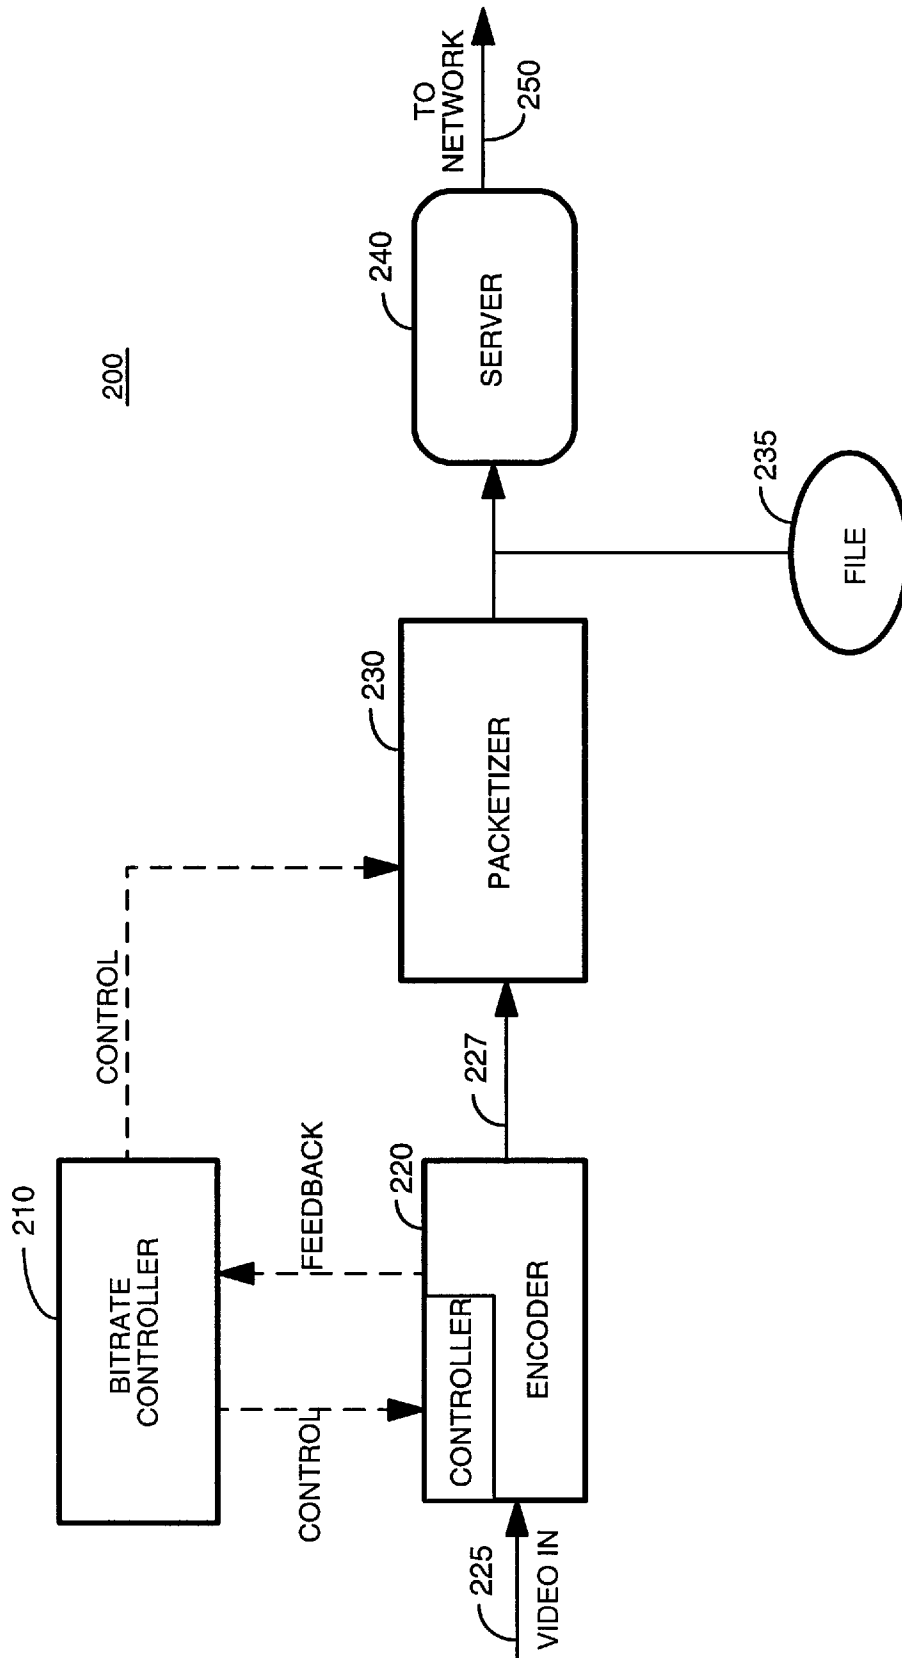 200
210
BITRATE
CONTROLLER
CONTROL
CONTROL
FEEDBACK
225
VIDEO IN
CONTROLLER
ENCODER
220
227
230
PACKETIZER
240
SERVER
TO
NETWORK
250
235
FILE